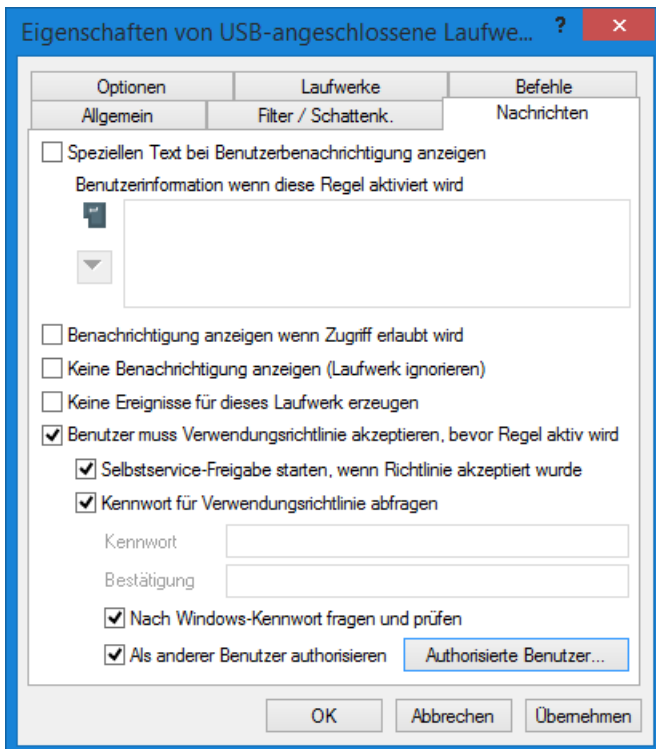 Eigenschaften von USB-angeschlossene Laufwe... ? ×
Optionen Laufwerke Befehle
Allgemein Filter / Schattenk. Nachrichten
Speziellen Text bei Benutzerbenachrichtigung anzeigen
Benutzerinformation wenn diese Regel aktiviert wird
Benachrichtigung anzeigen wenn Zugriff erlaubt wird
Keine Benachrichtigung anzeigen (Laufwerk ignorieren)
Keine Ereignisse für dieses Laufwerk erzeugen
Benutzer muss Verwendungsrichtlinie akzeptieren, bevor Regel aktiv wird
Selbstservice-Freigabe starten, wenn Richtlinie akzeptiert wurde
Kennwort für Verwendungsrichtlinie abfragen
Kennwort
Bestätigung
Nach Windows-Kennwort fragen und prüfen
Als anderer Benutzer authorisieren Authorisierte Benutzer...
OK Abbrechen Übernehmen